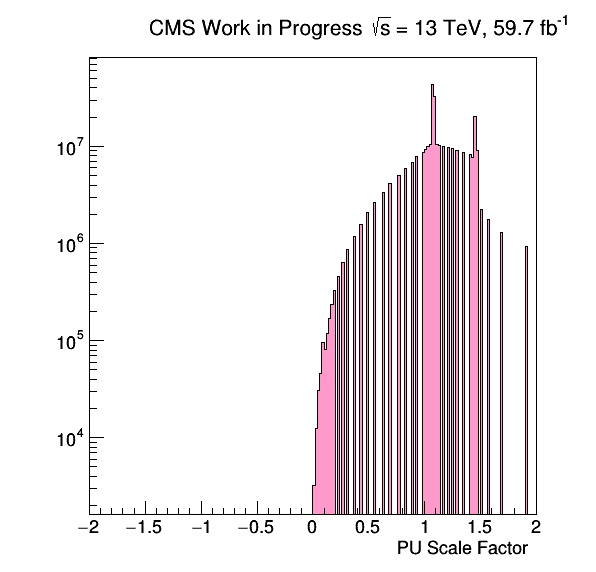 CMS Work in Progress √s = 13 TeV, 59.7 fb⁻¹
10⁷
10⁶
10⁵
10⁴
−2 −1.5 −1 −0.5 0 0.5 1 1.5 2
PU Scale Factor